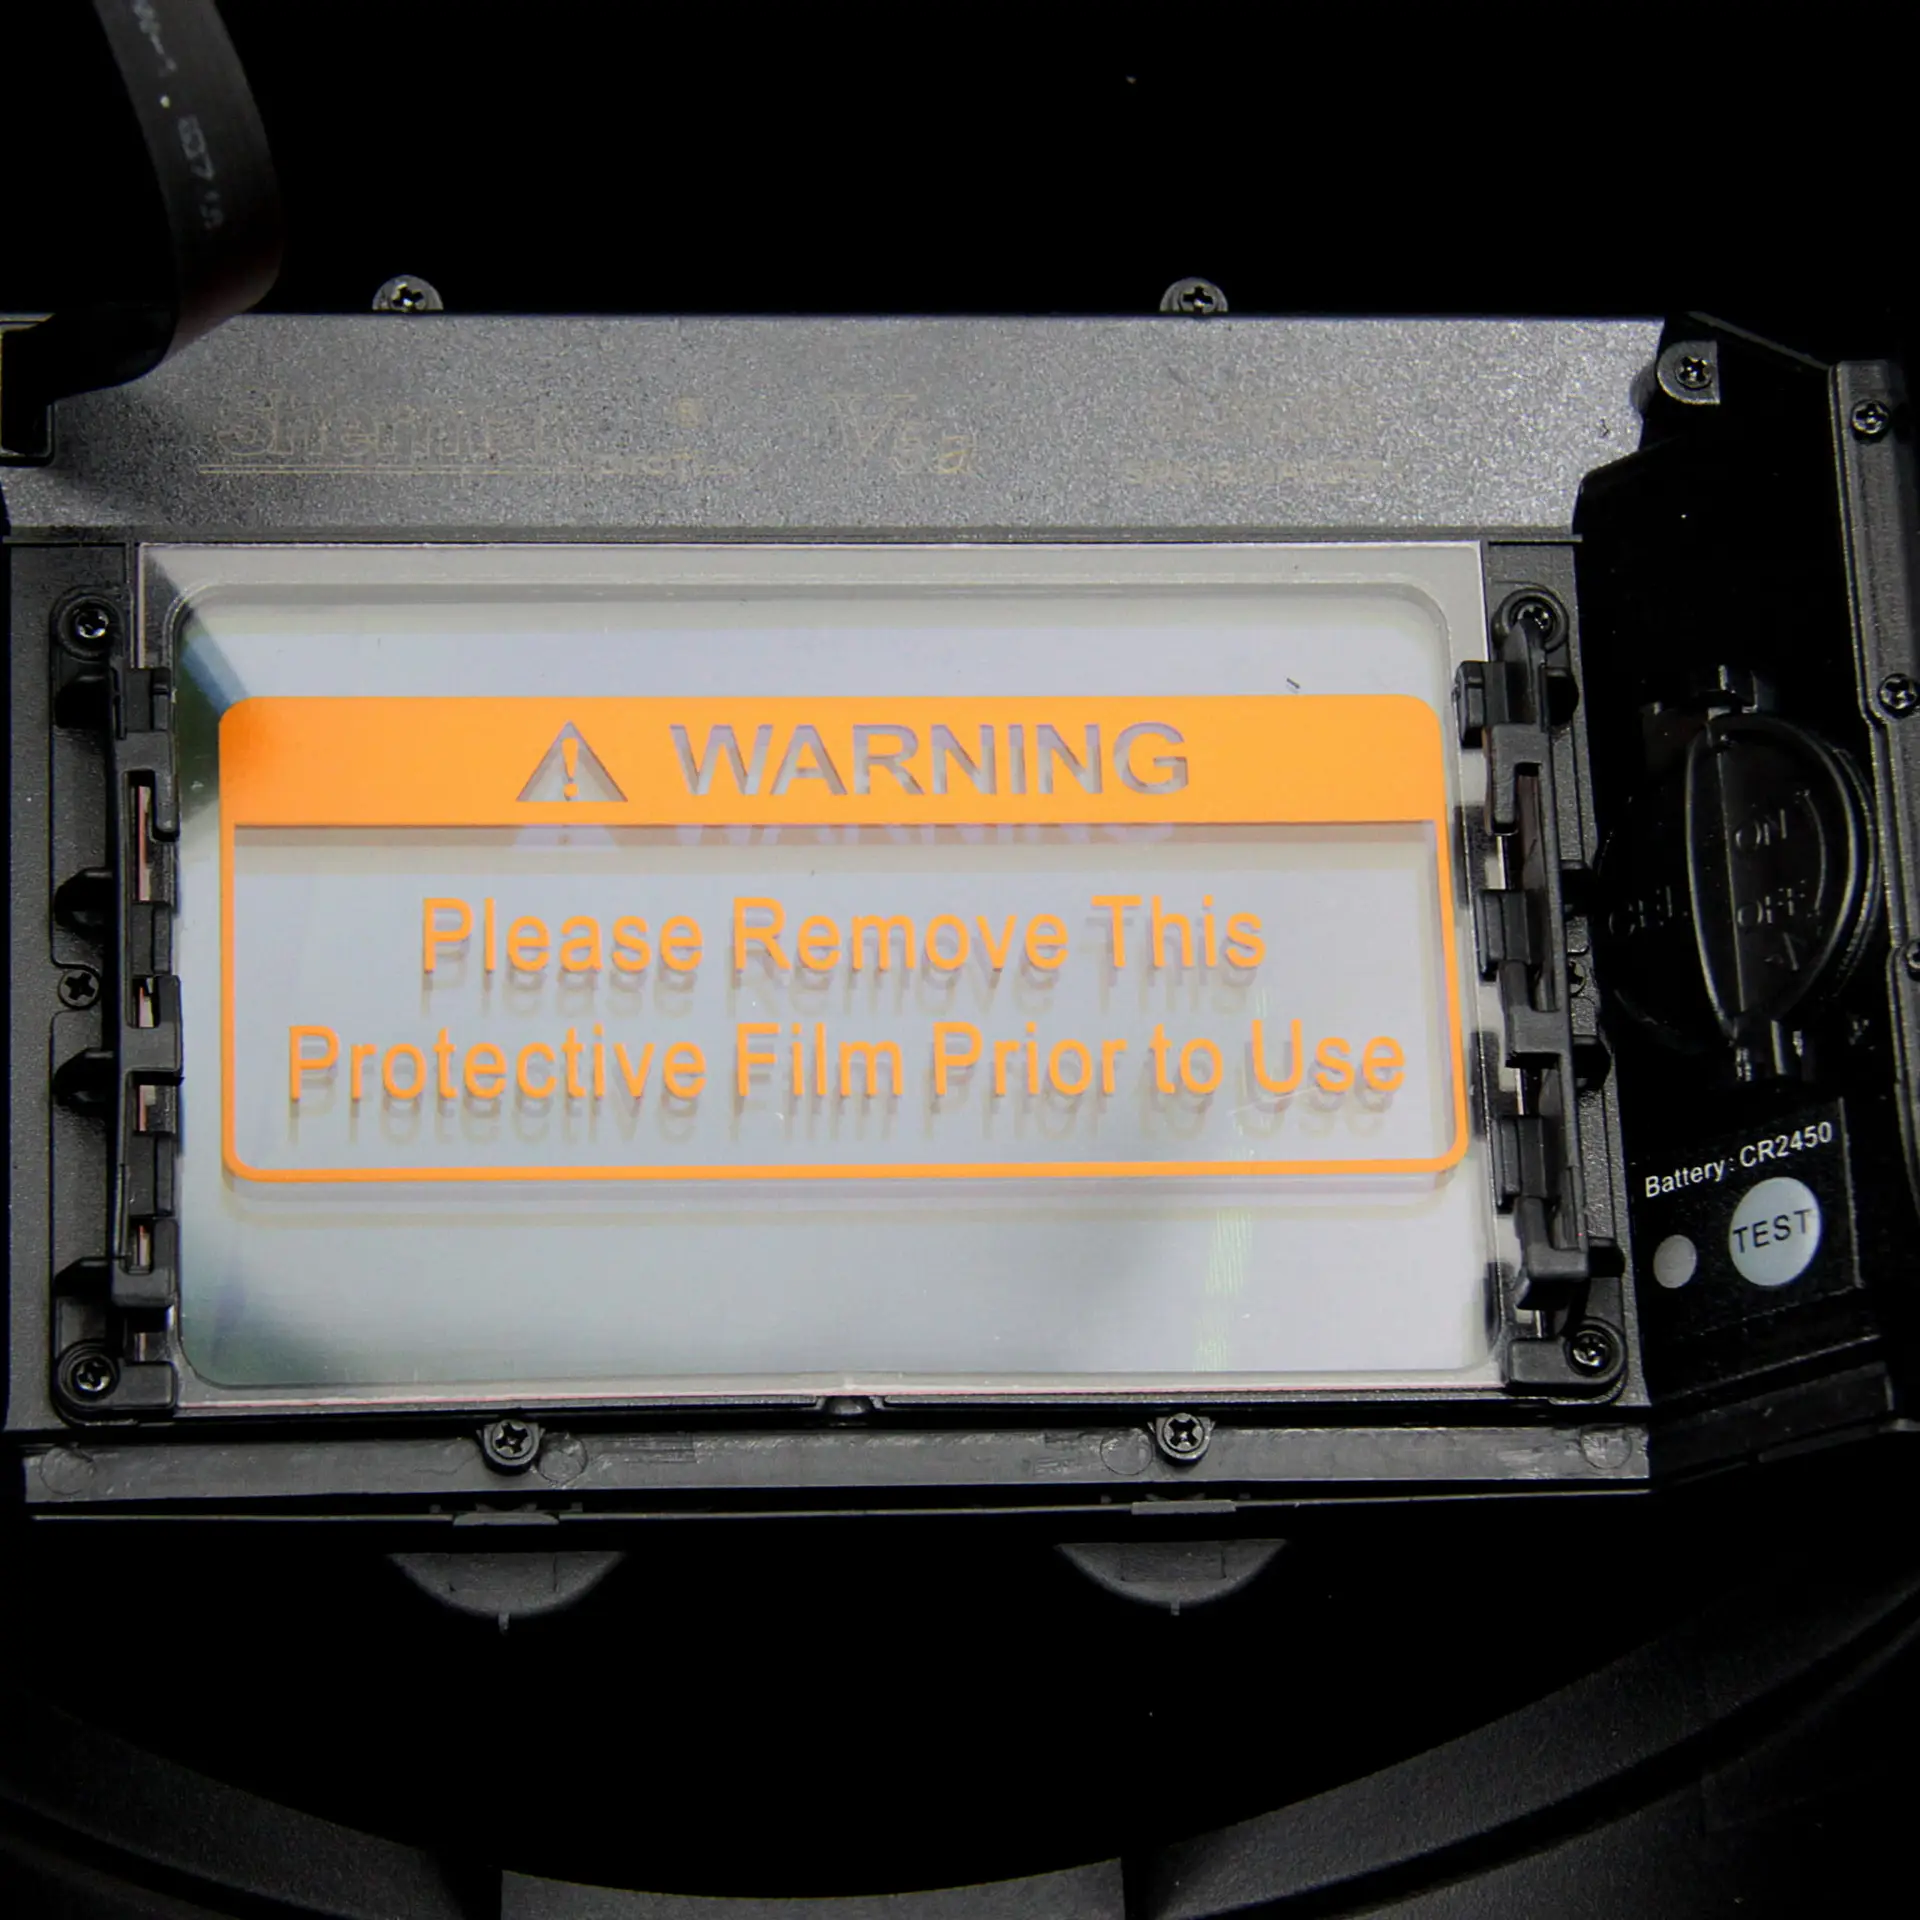 WARNING
Please Remove This
Protective Film Prior to Use
ON
OFF
Battery: CR2450
TEST